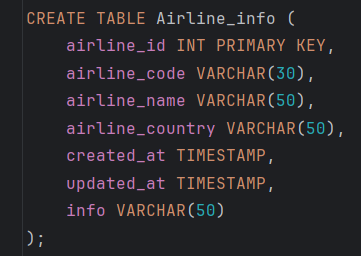 CREATE TABLE Airline_info (
    airline_id INT PRIMARY KEY,
    airline_code VARCHAR(30),
    airline_name VARCHAR(50),
    airline_country VARCHAR(50),
    created_at TIMESTAMP,
    updated_at TIMESTAMP,
    info VARCHAR(50)
);